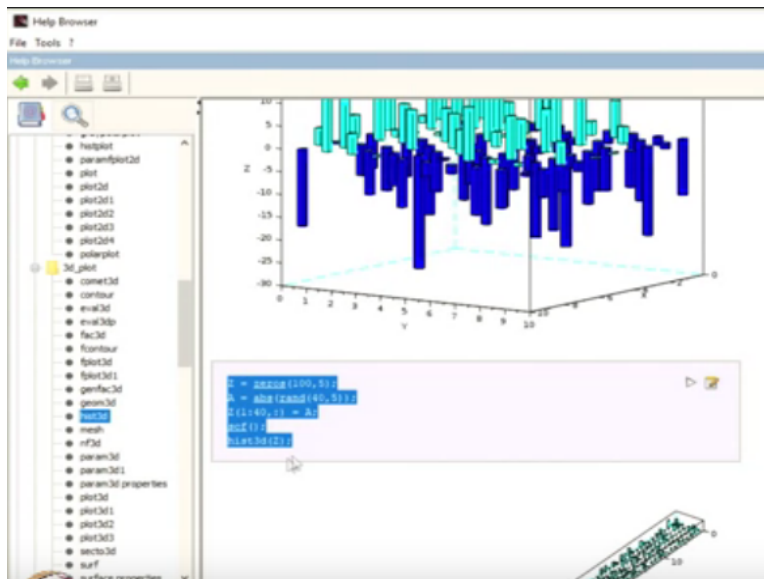 Help Browser
File Tools ?
Help Browser
histplot
paramfplot2d
plot
plot2d
plot2d1
plot2d2
plot2d3
plot2d4
polarplot
3d_plot
comet3d
contour
eval3d
eval3dp
fac3d
fcontour
fplot3d
fplot3d1
genfac3d
geom3d
hist3d
mesh
nf3d
param3d
param3d1
param3d properties
plot3d
plot3d1
plot3d2
plot3d3
secto3d
surf
surface properties
10
5
0
-5
-10
-15
-20
-25
-30
Z
0 1 2 3 4 5 6 7 8 9 10
Y
10
0
Z = zeros(100,5);
A = abs(rand(40,5));
Z(1:40,:) = A;
scf();
hist3d(Z);
0
10